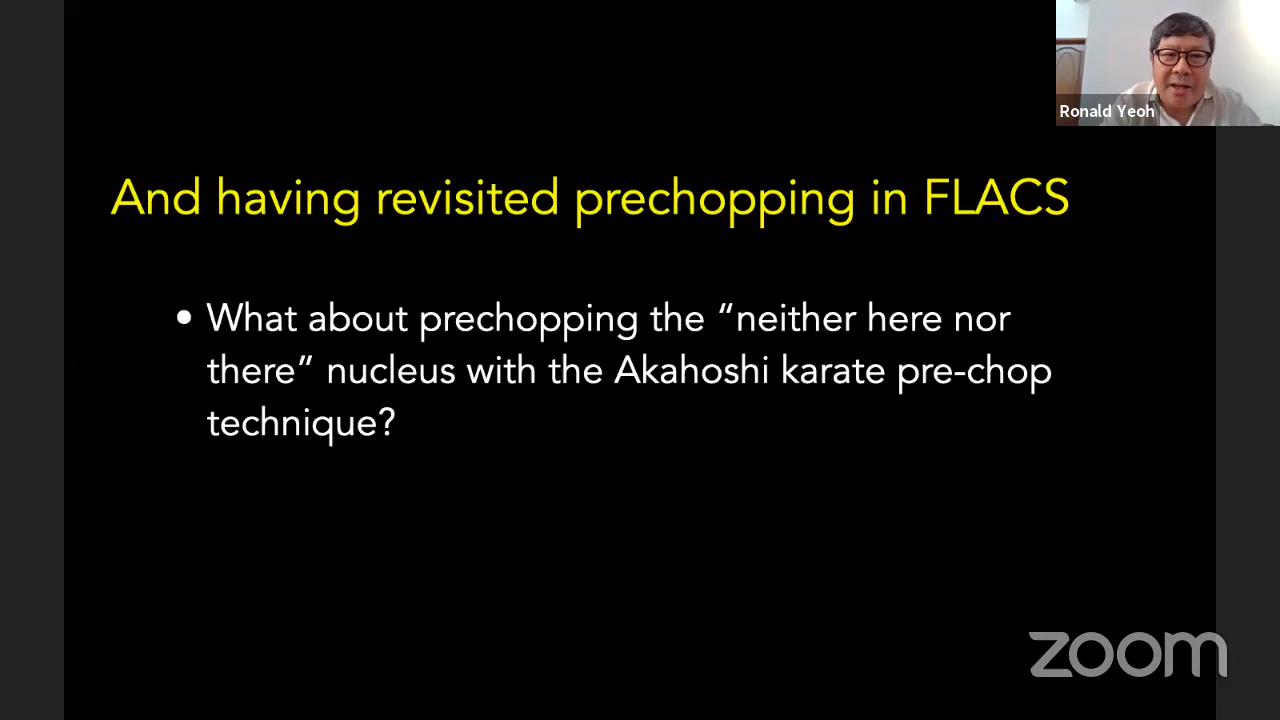 Ronald Yeoh
And having revisited prechopping in FLACS
• What about prechopping the “neither here nor
there” nucleus with the Akahoshi karate pre-chop
technique?
zoom